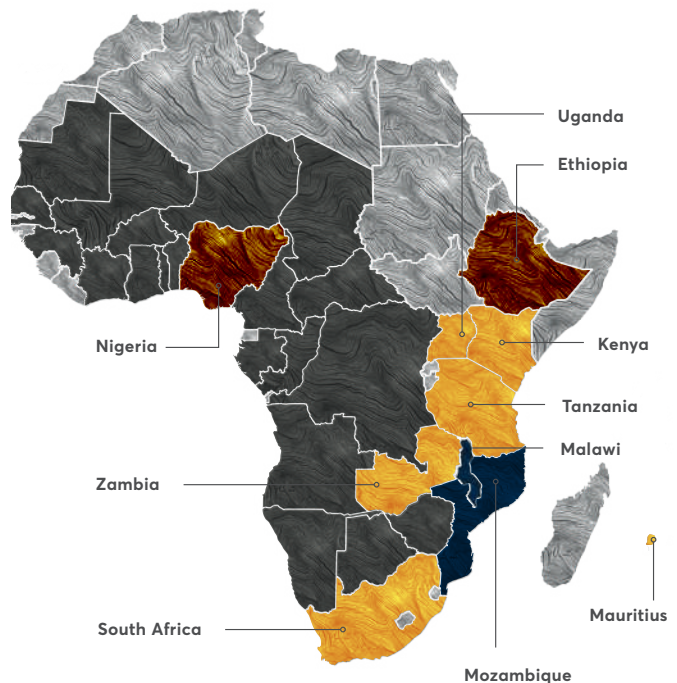 Uganda
Ethiopia
Nigeria
Kenya
Tanzania
Malawi
Zambia
Mauritius
South Africa
Mozambique